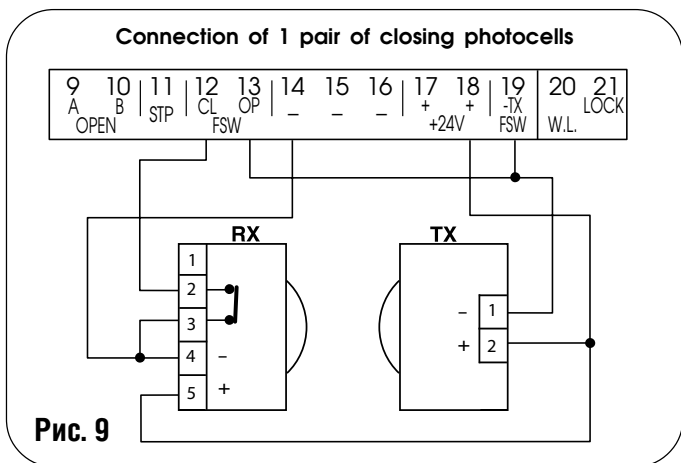 Connection of 1 pair of closing photocells
9 10 11 12 13 14 15 16 17 18 19 20 21
A B STP CL OP – – – + + -TX LOCK
OPEN FSW +24V FSW W.L.
RX TX
1
2
3
4 –
5 +
– 1
+ 2
Рис. 9